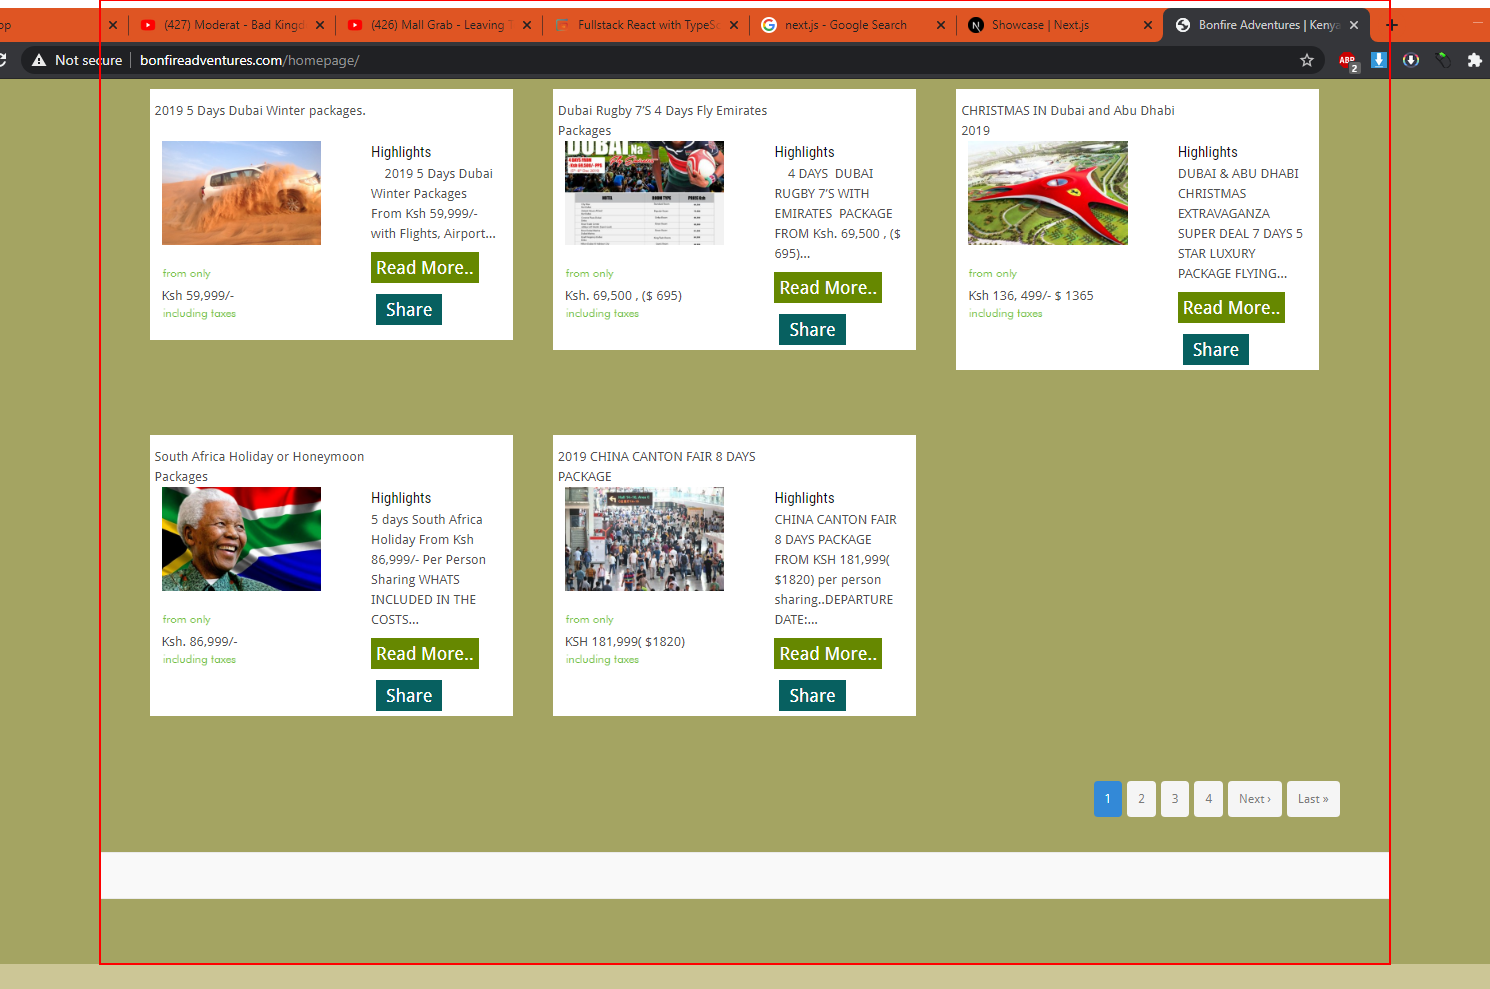 op
(427) Moderat - Bad Kingd
(426) Mall Grab - Leaving T
Fullstack React with TypeSc
next.js - Google Search
Showcase | Next.js
Bonfire Adventures | Kenya
Not secure
bonfireadventures.com/homepage/
ABP
2
2019 5 Days Dubai Winter packages.
Highlights
2019 5 Days Dubai
Winter Packages
From Ksh 59,999/-
with Flights, Airport...
from only
Ksh 59,999/-
including taxes
Read More..
Share
Dubai Rugby 7'S 4 Days Fly Emirates
Packages
DUBAI Na
Fly Emirates
HOTEL
ROOM TYPE
Highlights
4 DAYS DUBAI
RUGBY 7'S WITH
EMIRATES PACKAGE
FROM Ksh. 69,500 , ($
695)...
from only
Ksh. 69,500 , ($ 695)
including taxes
Read More..
Share
CHRISTMAS IN Dubai and Abu Dhabi
2019
Highlights
DUBAI & ABU DHABI
CHRISTMAS
EXTRAVAGANZA
SUPER DEAL 7 DAYS 5
STAR LUXURY
PACKAGE FLYING...
from only
Ksh 136, 499/- $ 1365
including taxes
Read More..
Share
South Africa Holiday or Honeymoon
Packages
Highlights
5 days South Africa
Holiday From Ksh
86,999/- Per Person
Sharing WHATS
INCLUDED IN THE
COSTS...
from only
Ksh. 86,999/-
including taxes
Read More..
Share
2019 CHINA CANTON FAIR 8 DAYS
PACKAGE
Highlights
CHINA CANTON FAIR
8 DAYS PACKAGE
FROM KSH 181,999(
$1820) per person
sharing..DEPARTURE
DATE:...
from only
KSH 181,999( $1820)
including taxes
Read More..
Share
1
2
3
4
Next ›
Last »